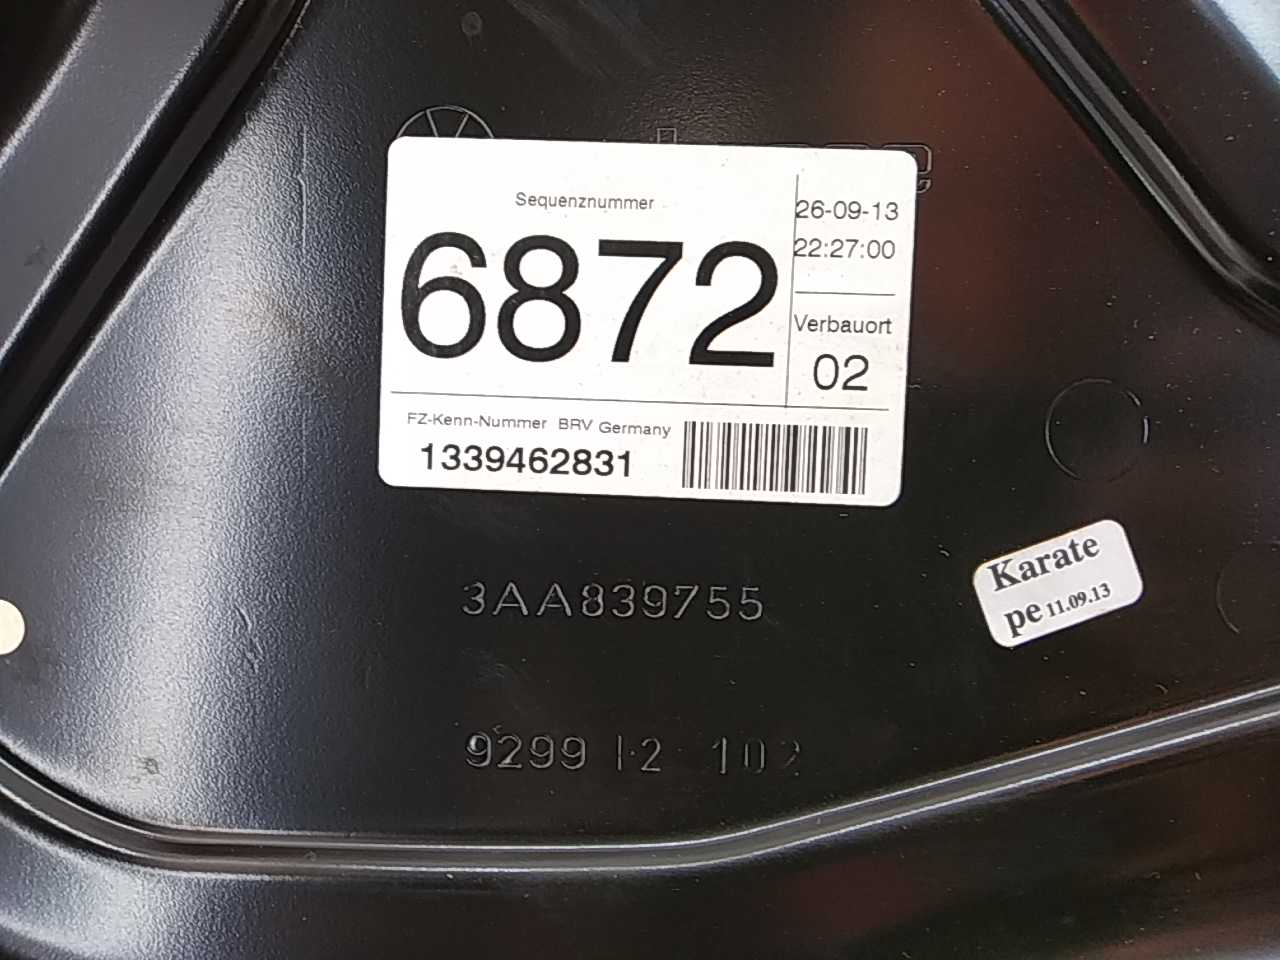 Sequenznummer
6872
26-09-13
22:27:00
Verbauort
02
FZ-Kenn-Nummer BRV Germany
1339462831
3AA839755
Karate
pe 11.09.13
9299 I-2 102